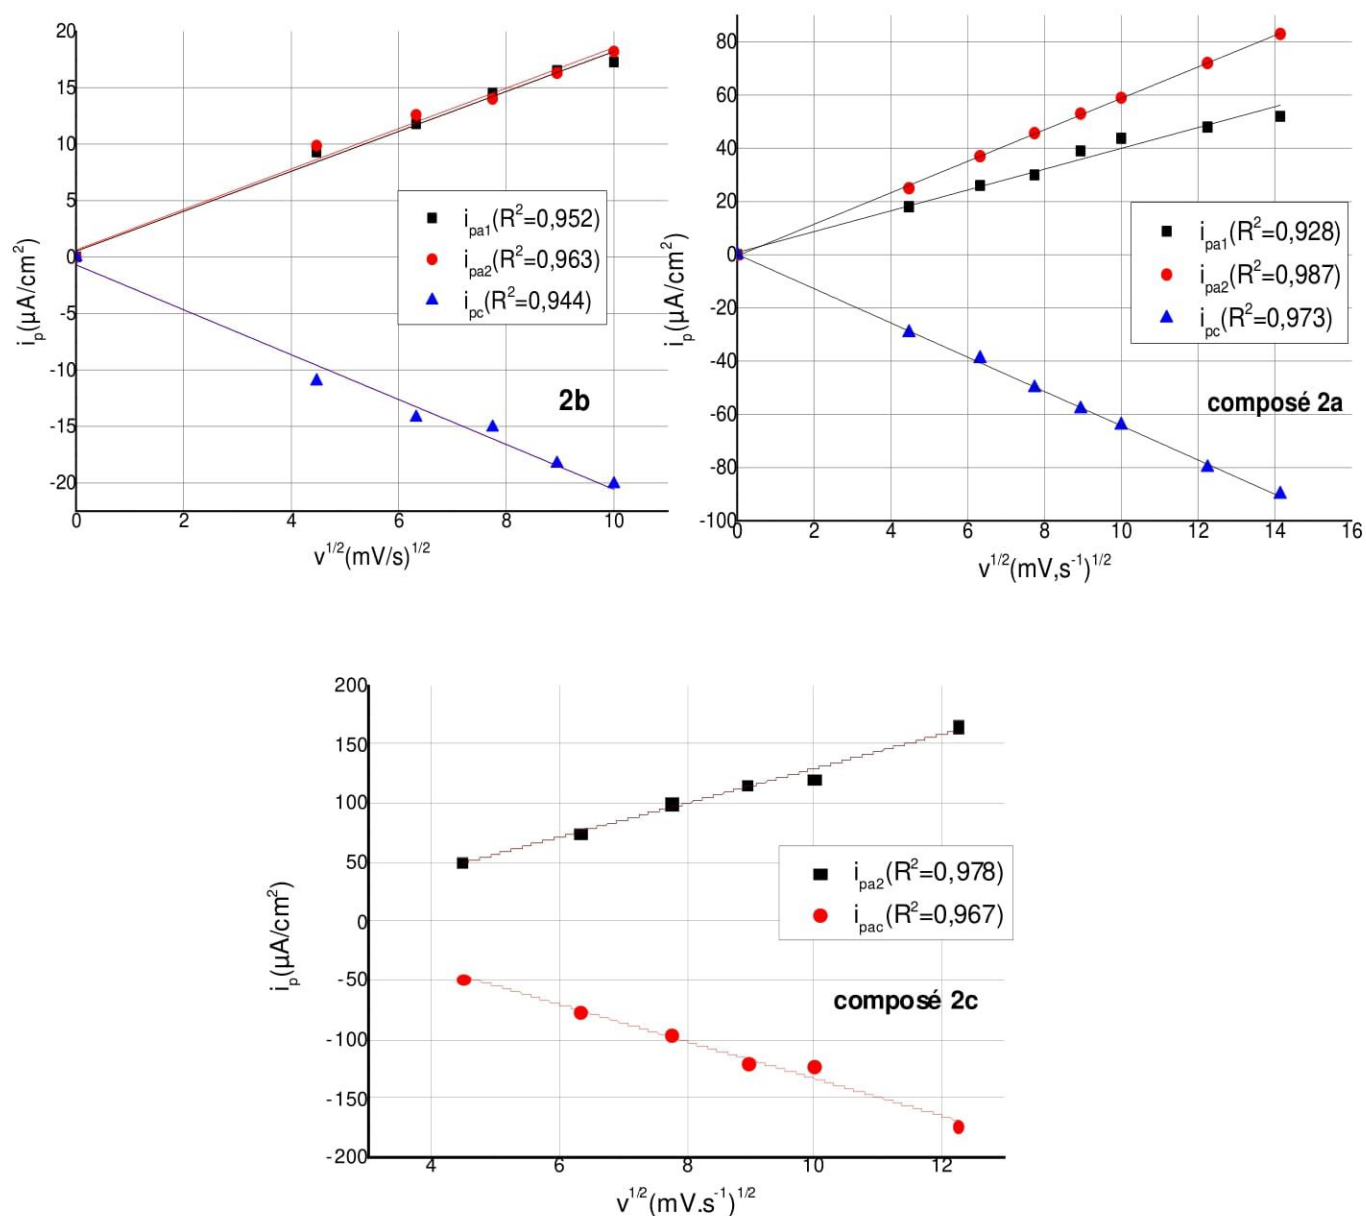 20
15
10
5
0
-5
-10
-15
-20
0 2 4 6 8 10
i_p(µA/cm²)
v^1/2(mV/s)^1/2
i_pa1(R²=0,952)
i_pa2(R²=0,963)
i_pc(R²=0,944)
2b
80
60
40
20
0
-20
-40
-60
-80
-100
0 2 4 6 8 10 12 14 16
i_p(µA/cm²)
v^1/2(mV,s⁻¹)^1/2
i_pa1(R²=0,928)
i_pa2(R²=0,987)
i_pc(R²=0,973)
composé 2a
200
150
100
50
0
-50
-100
-150
-200
4 6 8 10 12
i_p(µA/cm²)
v^1/2(mV.s⁻¹)^1/2
i_pa2(R²=0,978)
i_pac(R²=0,967)
composé 2c